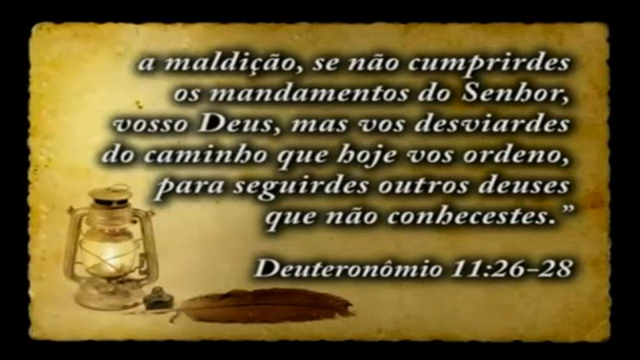 a maldição, se não cumprirdes
os mandamentos do Senhor,
vosso Deus, mas vos desviardes
do caminho que hoje vos ordeno,
para seguirdes outros deuses
que não conhecestes.”
Deuteronômio 11:26-28